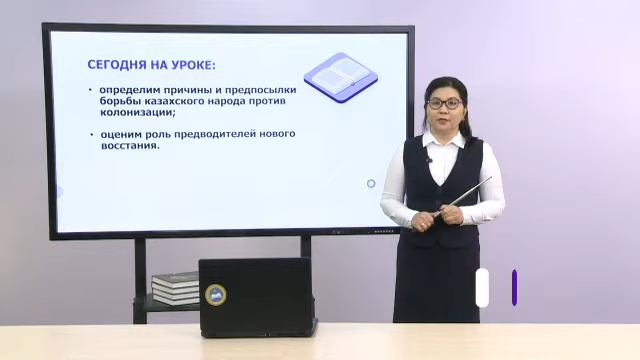 СЕГОДНЯ НА УРОКЕ:
• определим причины и предпосылки
борьбы казахского народа против
колонизации;
• оценим роль предводителей нового
восстания.